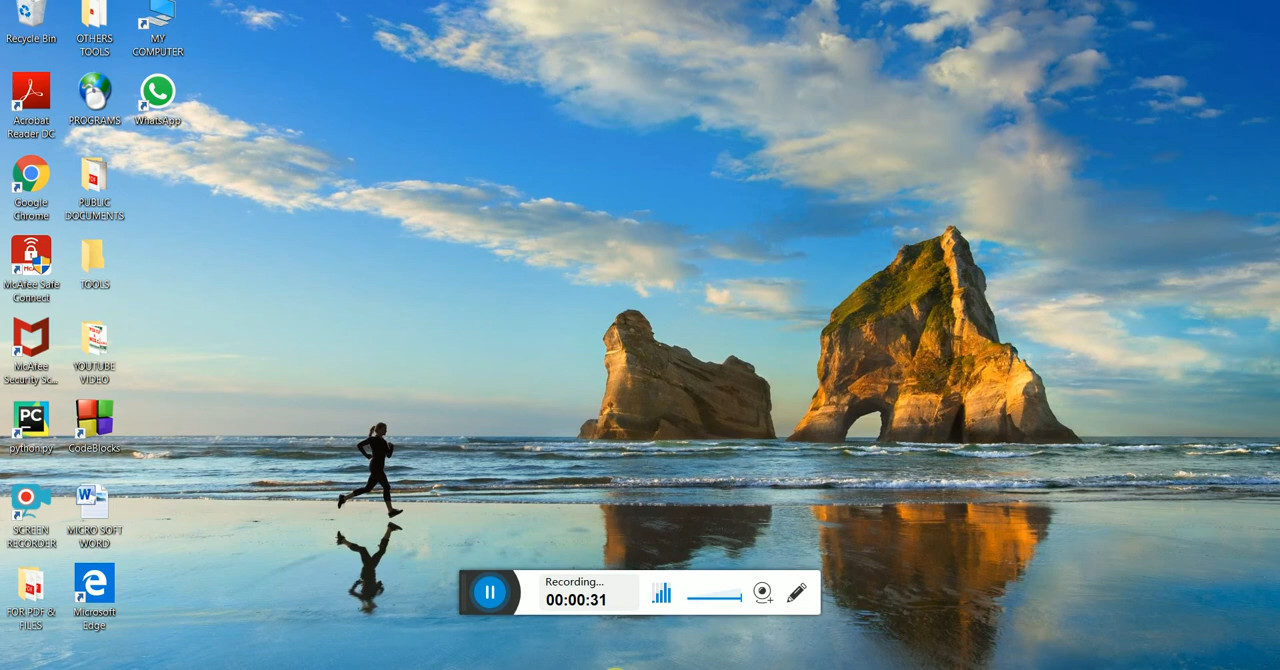 Recycle Bin
OTHERS
TOOLS
MY
COMPUTER
Acrobat
Reader DC
PROGRAMS
WhatsApp
Google
Chrome
PUBLIC
DOCUMENTS
McAfee Safe
Connect
TOOLS
McAfee
Security Sc...
YOUTUBE
VIDEO
PC
python.py
CodeBlocks
SCREEN
RECORDER
MICRO SOFT
WORD
FOR PDF &
FILES
Microsoft
Edge
Recording...
00:00:31